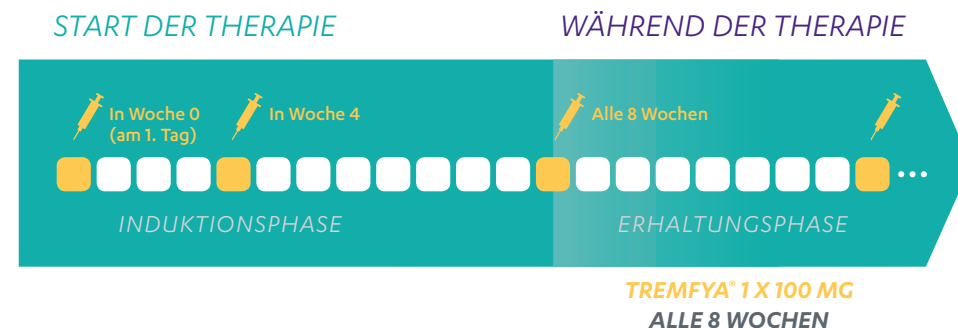 START DER THERAPIE
WÄHREND DER THERAPIE
In Woche 0
(am 1. Tag)
In Woche 4
Alle 8 Wochen
...
INDUKTIONSPHASE
ERHALTUNGSPHASE
TREMFYA® 1 X 100 MG
ALLE 8 WOCHEN